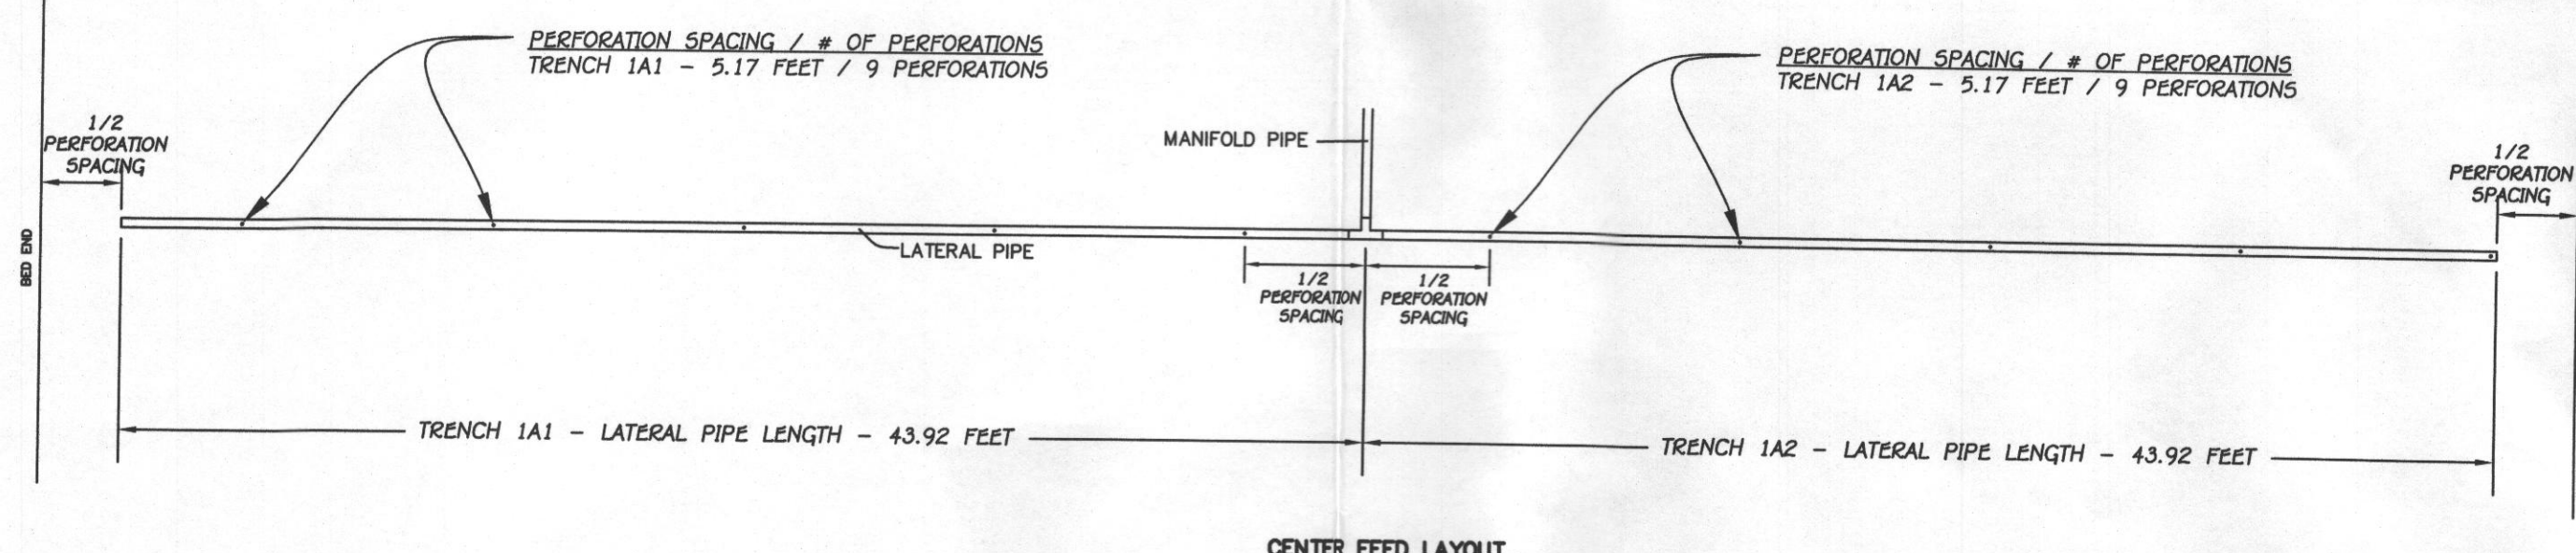 PERFORATION SPACING / # OF PERFORATIONS
TRENCH 1A1 - 5.17 FEET / 9 PERFORATIONS
PERFORATION SPACING / # OF PERFORATIONS
TRENCH 1A2 - 5.17 FEET / 9 PERFORATIONS
1/2
PERFORATION
SPACING
MANIFOLD PIPE
1/2
PERFORATION
SPACING
BED END
LATERAL PIPE
1/2
PERFORATION
SPACING
1/2
PERFORATION
SPACING
TRENCH 1A1 - LATERAL PIPE LENGTH - 43.92 FEET
TRENCH 1A2 - LATERAL PIPE LENGTH - 43.92 FEET
CENTER FEED LAYOUT